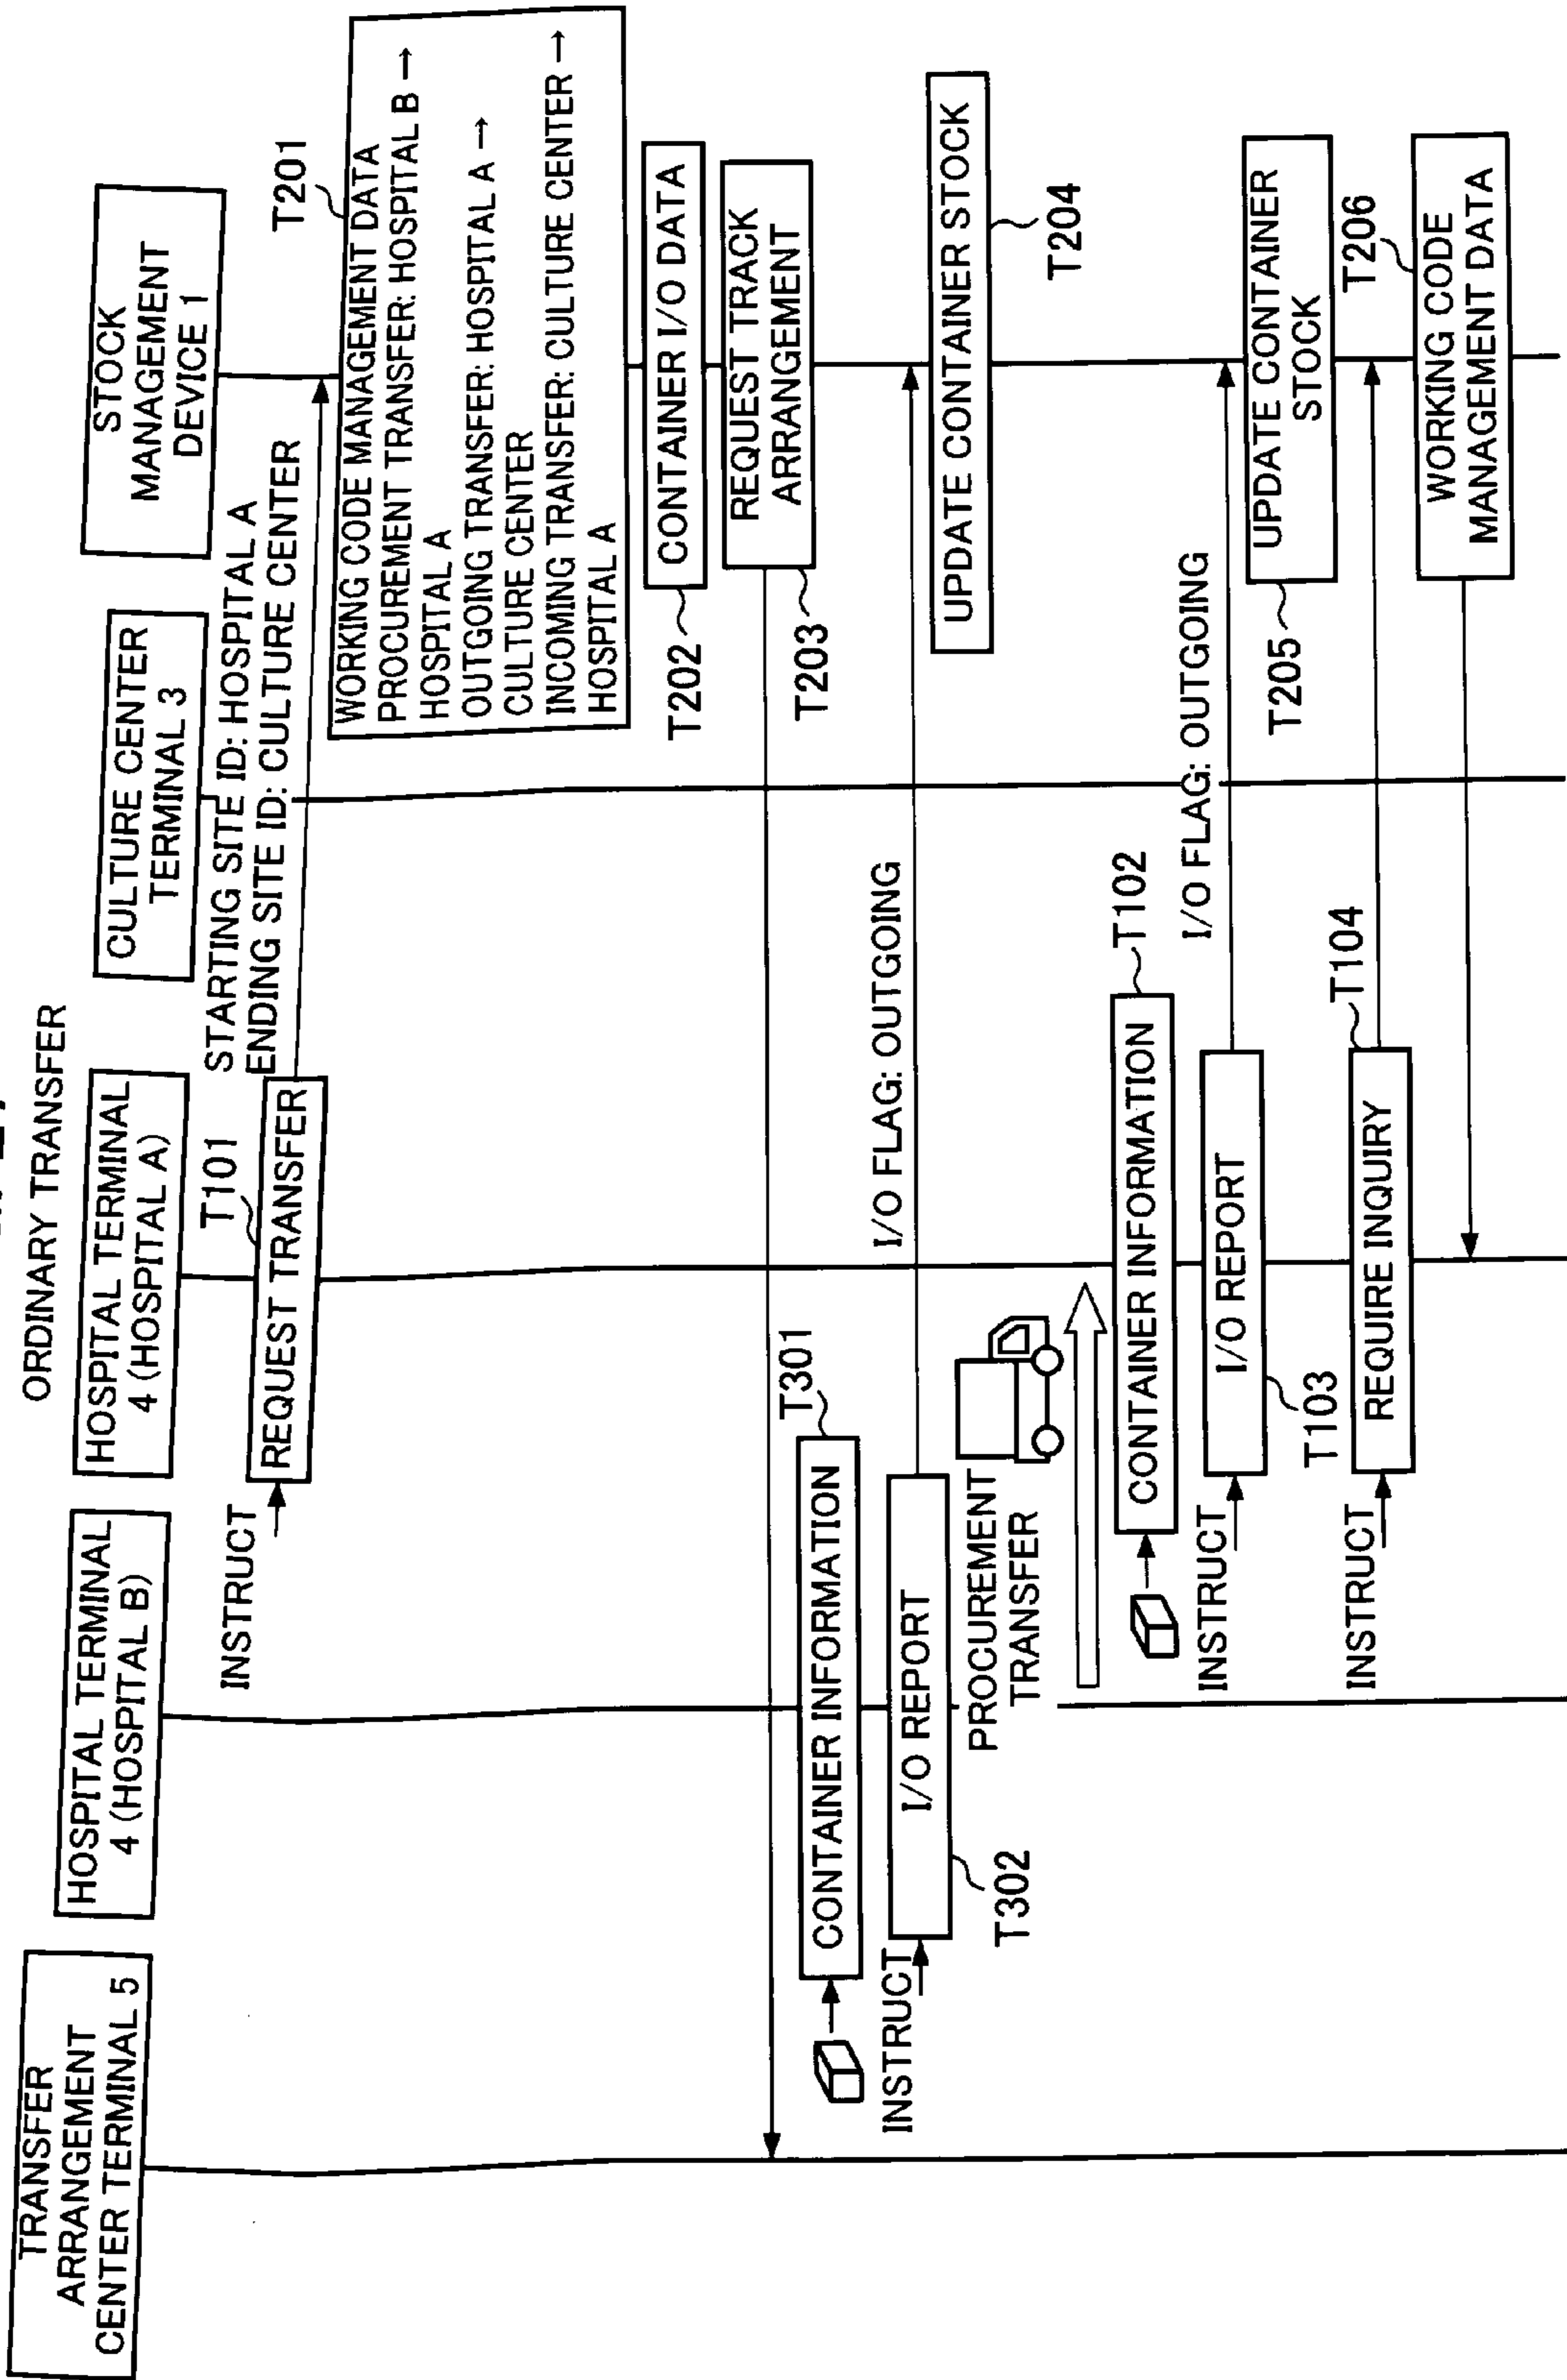 ORDINARY TRANSFER
TRANSFER
ARRANGEMENT
CENTER TERMINAL 5
HOSPITAL TERMINAL
4 (HOSPITAL B)
HOSPITAL TERMINAL
4 (HOSPITAL A)
CULTURE CENTER
TERMINAL 3
STOCK
MANAGEMENT
DEVICE 1
INSTRUCT
T101
REQUEST TRANSFER
STARTING SITE ID: HOSPITAL A
ENDING SITE ID: CULTURE CENTER
T201
WORKING CODE MANAGEMENT DATA
PROCUREMENT TRANSFER: HOSPITAL B →
HOSPITAL A
OUTGOING TRANSFER: HOSPITAL A →
CULTURE CENTER
INCOMING TRANSFER: CULTURE CENTER →
HOSPITAL A
T202
CONTAINER I/O DATA
T203
REQUEST TRACK
ARRANGEMENT
T301
CONTAINER INFORMATION
INSTRUCT
I/O REPORT
T302
I/O FLAG: OUTGOING
UPDATE CONTAINER STOCK
T204
PROCUREMENT
TRANSFER
CONTAINER INFORMATION
T102
INSTRUCT
I/O REPORT
T103
I/O FLAG: OUTGOING
UPDATE CONTAINER
STOCK
T205
INSTRUCT
REQUIRE INQUIRY
T104
T206
WORKING CODE
MANAGEMENT DATA